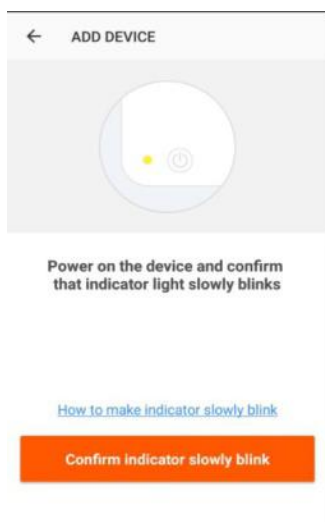 ADD DEVICE
Power on the device and confirm
that indicator light slowly blinks
How to make indicator slowly blink
Confirm indicator slowly blink